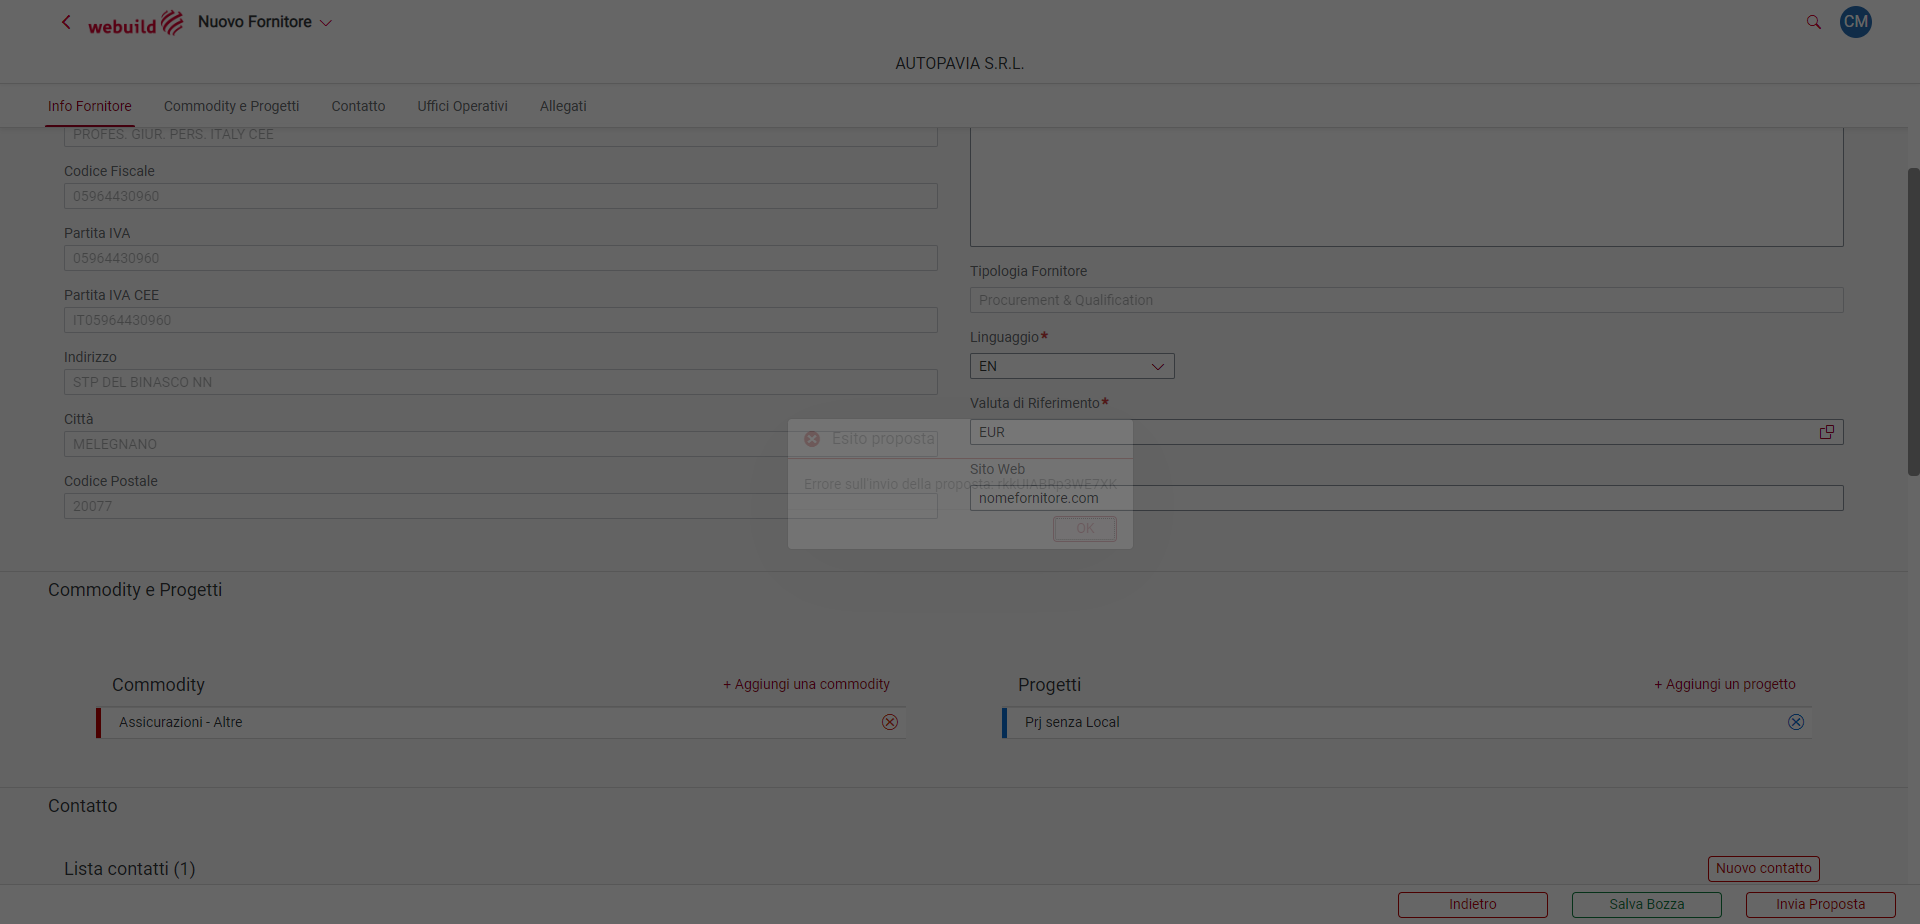 webuild
Nuovo Fornitore
CM
AUTOPAVIA S.R.L.
Info Fornitore
Commodity e Progetti
Contatto
Uffici Operativi
Allegati
PROFES. GIUR. PERS. ITALY CEE
Codice Fiscale
05964430960
Partita IVA
05964430960
Partita IVA CEE
IT05964430960
Indirizzo
STP DEL BINASCO NN
Città
MELEGNANO
Codice Postale
20077
Tipologia Fornitore
Procurement & Qualification
Linguaggio*
EN
Valuta di Riferimento*
EUR
Sito Web
nomefornitore.com
Esito proposta
Errore sull'invio della proposta: rkkUIABRp3WE7XK
OK
Commodity e Progetti
Commodity
+ Aggiungi una commodity
Assicurazioni - Altre
Progetti
+ Aggiungi un progetto
Prj senza Local
Contatto
Lista contatti (1)
Nuovo contatto
Indietro
Salva Bozza
Invia Proposta